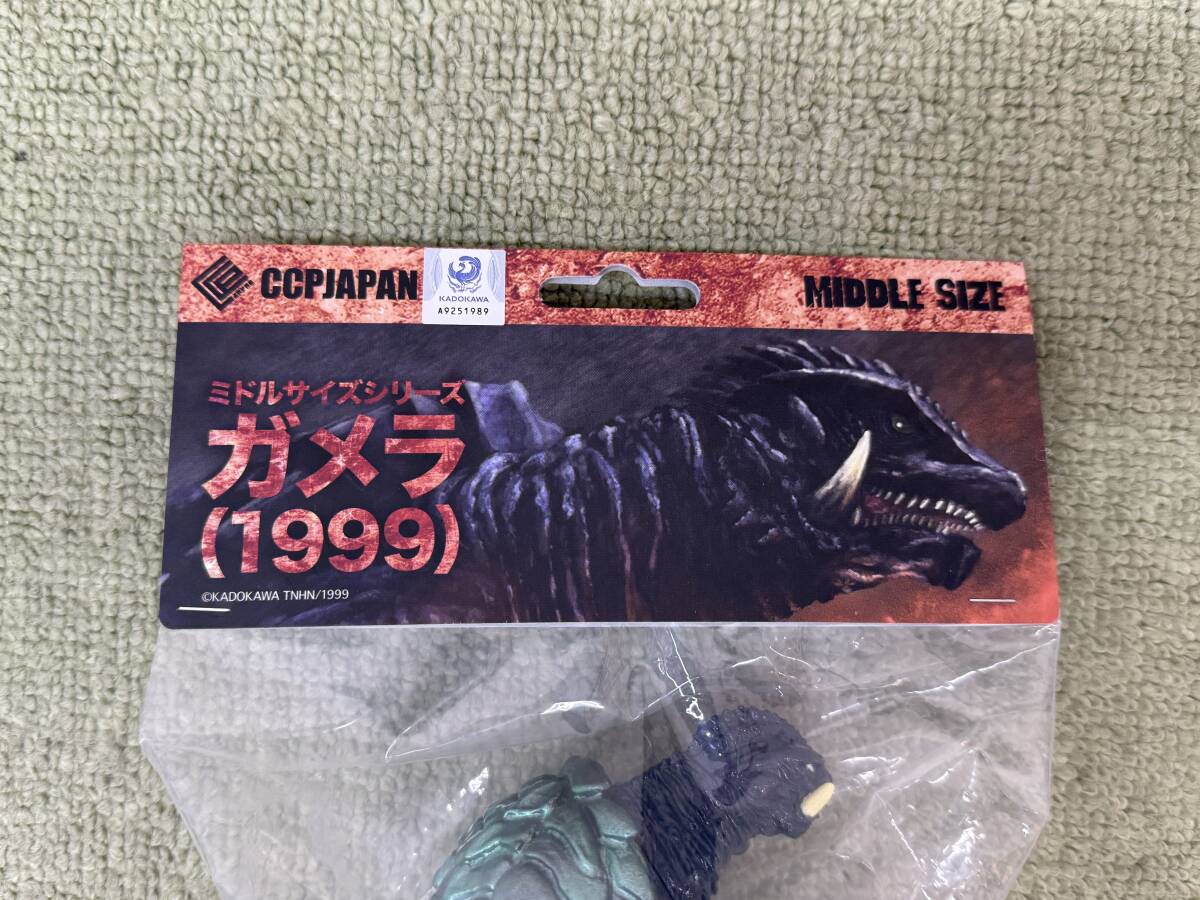 CCPJAPAN
KADOKAWA
A9251989
MIDDLE SIZE
ミドルサイズシリーズ
ガメラ
(1999)
©KADOKAWA TNHN/1999